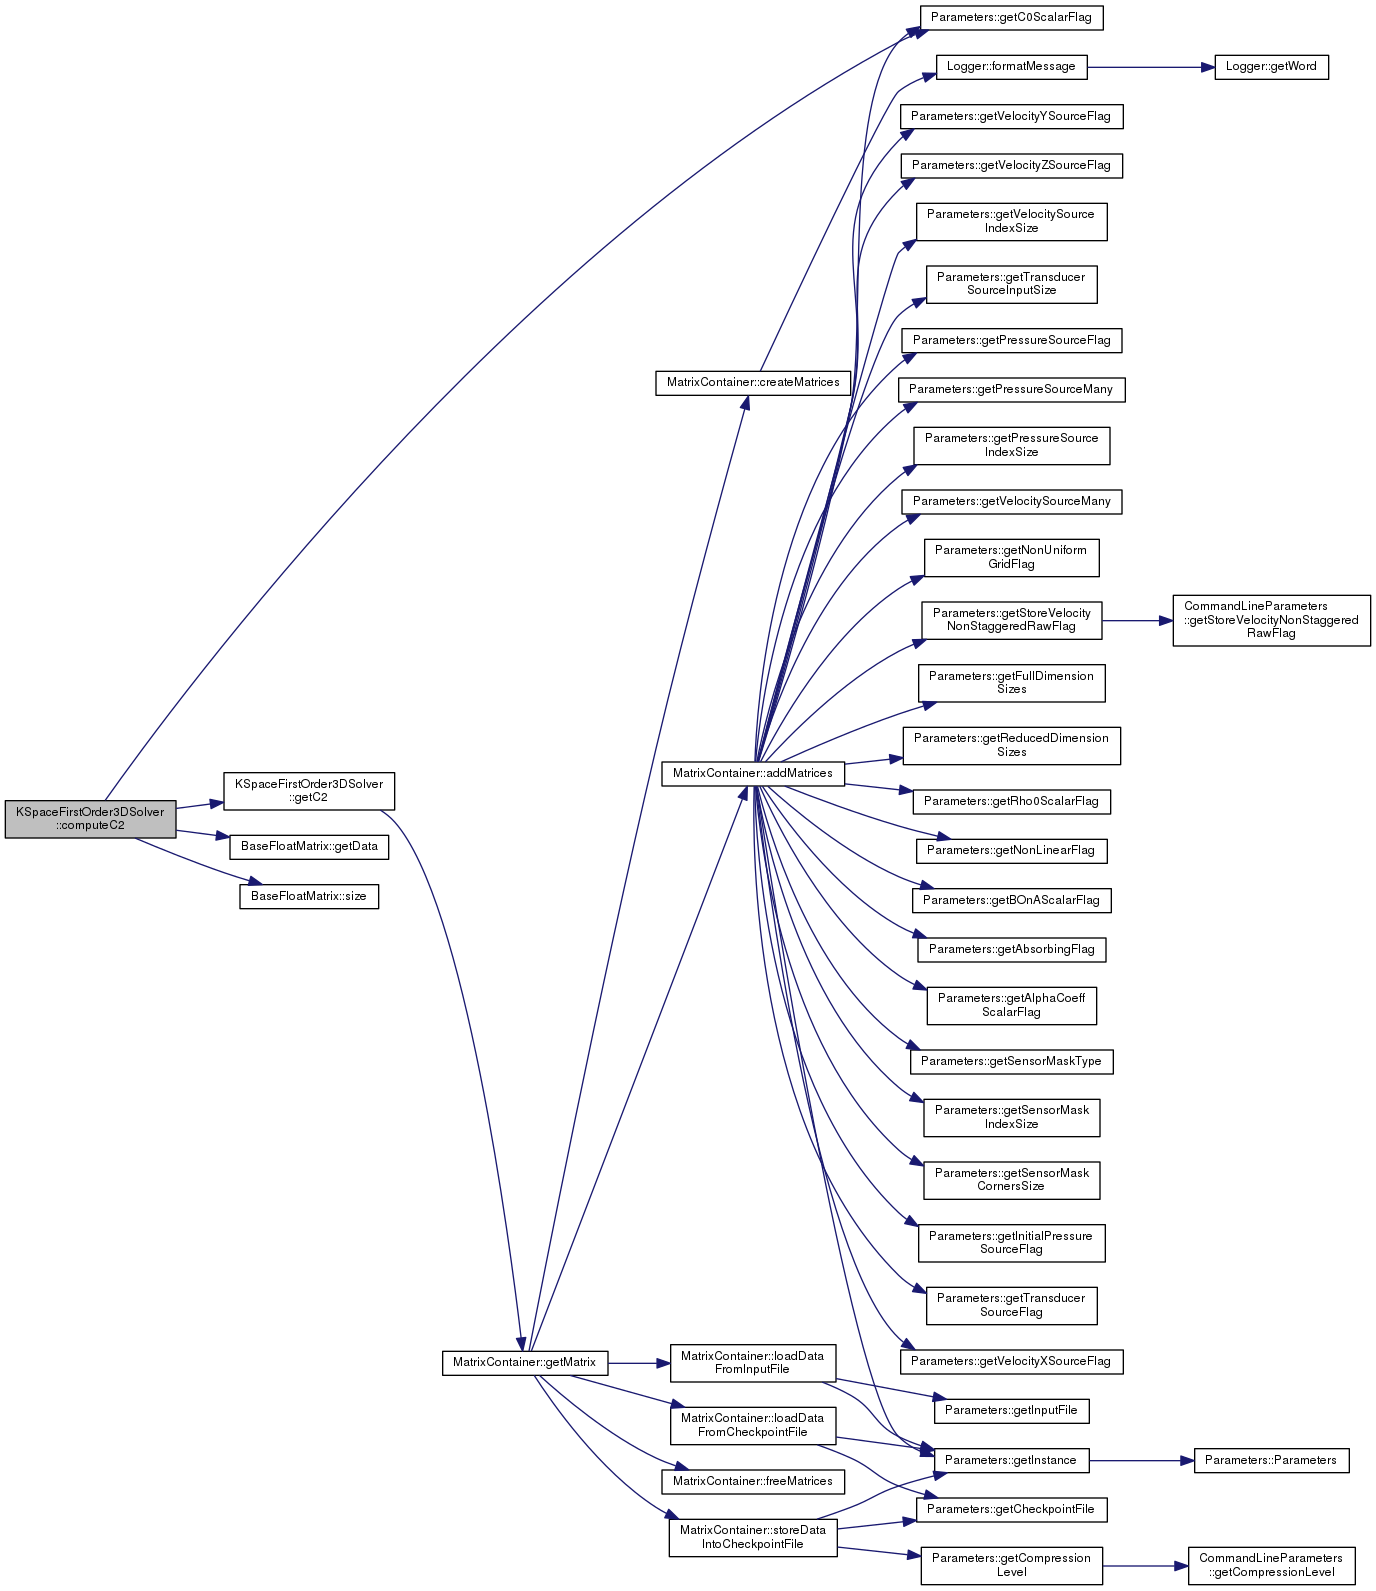 Parameters::getC0ScalarFlag
Logger::formatMessage
Logger::getWord
Parameters::getVelocityYSourceFlag
Parameters::getVelocityZSourceFlag
Parameters::getVelocitySource
IndexSize
Parameters::getTransducer
SourceInputSize
Parameters::getPressureSourceFlag
MatrixContainer::createMatrices
Parameters::getPressureSourceMany
Parameters::getPressureSource
IndexSize
Parameters::getVelocitySourceMany
Parameters::getNonUniform
GridFlag
Parameters::getStoreVelocity
NonStaggeredRawFlag
CommandLineParameters
::getStoreVelocityNonStaggered
RawFlag
Parameters::getFullDimension
Sizes
Parameters::getReducedDimension
Sizes
MatrixContainer::addMatrices
Parameters::getRho0ScalarFlag
KSpaceFirstOrder3DSolver
::getC2
KSpaceFirstOrder3DSolver
::computeC2
BaseFloatMatrix::getData
Parameters::getNonLinearFlag
BaseFloatMatrix::size
Parameters::getBOnAScalarFlag
Parameters::getAbsorbingFlag
Parameters::getAlphaCoeff
ScalarFlag
Parameters::getSensorMaskType
Parameters::getSensorMask
IndexSize
Parameters::getSensorMask
CornersSize
Parameters::getInitialPressure
SourceFlag
Parameters::getTransducer
SourceFlag
Parameters::getVelocityXSourceFlag
MatrixContainer::getMatrix
MatrixContainer::loadData
FromInputFile
Parameters::getInputFile
MatrixContainer::loadData
FromCheckpointFile
Parameters::getInstance
Parameters::Parameters
MatrixContainer::freeMatrices
Parameters::getCheckpointFile
MatrixContainer::storeData
IntoCheckpointFile
Parameters::getCompression
Level
CommandLineParameters
::getCompressionLevel